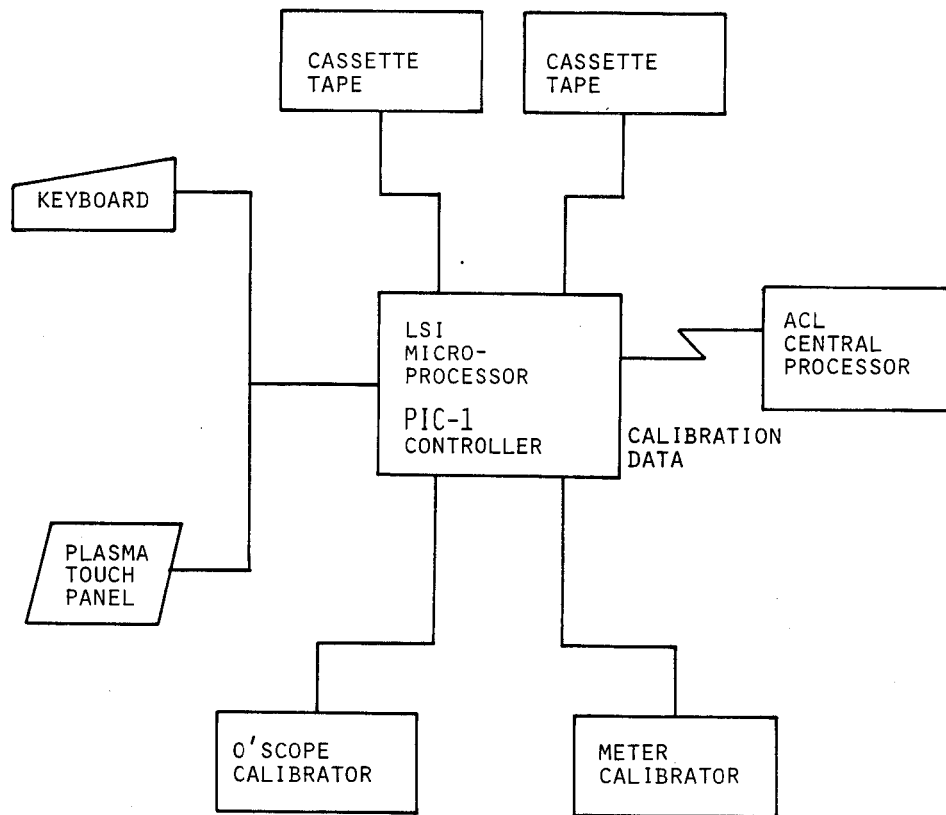 CASSETTE
TAPE
CASSETTE
TAPE
KEYBOARD
LSI
MICRO-
PROCESSOR
PIC-1
CONTROLLER
ACL
CENTRAL
PROCESSOR
CALIBRATION
DATA
PLASMA
TOUCH
PANEL
O'SCOPE
CALIBRATOR
METER
CALIBRATOR